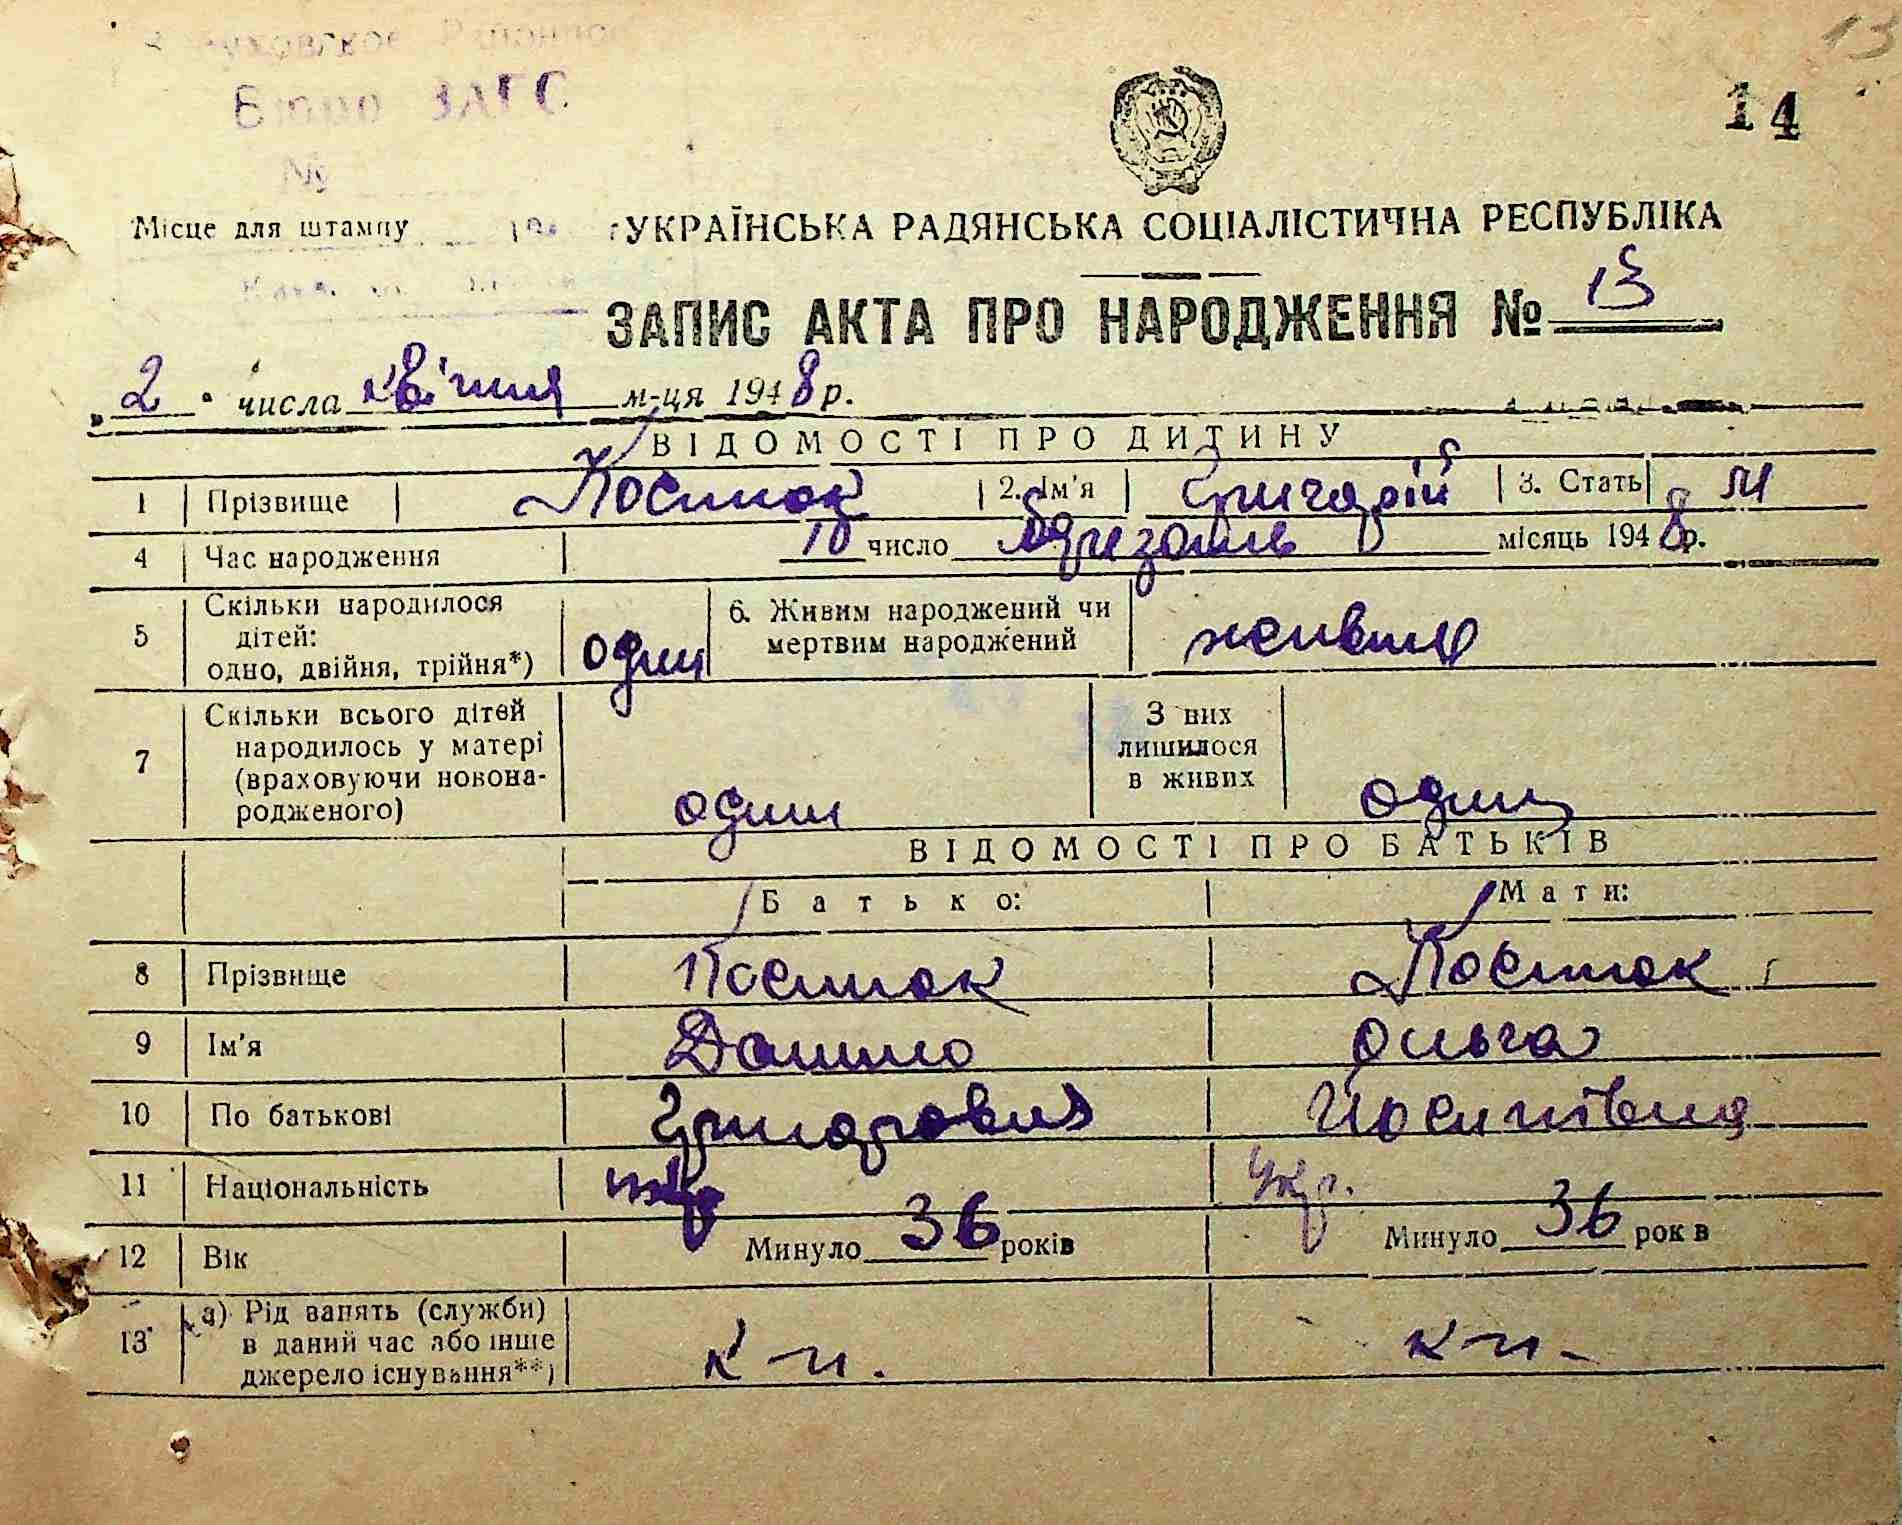 13
Бюро ЗАГС
№
14
Місце для штампу
УКРАЇНСЬКА РАДЯНСЬКА СОЦІАЛІСТИЧНА РЕСПУБЛІКА
ЗАПИС АКТА ПРО НАРОДЖЕННЯ № 13
„2" числа квітня м-ця 1948 р.
ВІДОМОСТІ ПРО ДИТИНУ
1 Прізвище Костюк 2. Ім'я Григорій 3. Стать м
4 Час народження 10 число березень місяць 1948 р.
5 Скільки народилося дітей: одно, двійня, трійня*) один 6. Живим народжений чи мертвим народжений живим
7 Скільки всього дітей народилось у матері (враховуючи новонародженого) один З них лишилося в живих один
ВІДОМОСТІ ПРО БАТЬКІВ
Батько: Мати:
8 Прізвище Костюк Костюк
9 Ім'я Данило Ольга
10 По батькові Григорович Йосипівна
11 Національність укр Укр.
12 Вік Минуло 36 років Минуло 36 рок в
13 а) Рід занять (служби) в даний час або інше джерело існування**) к-п. к-п-